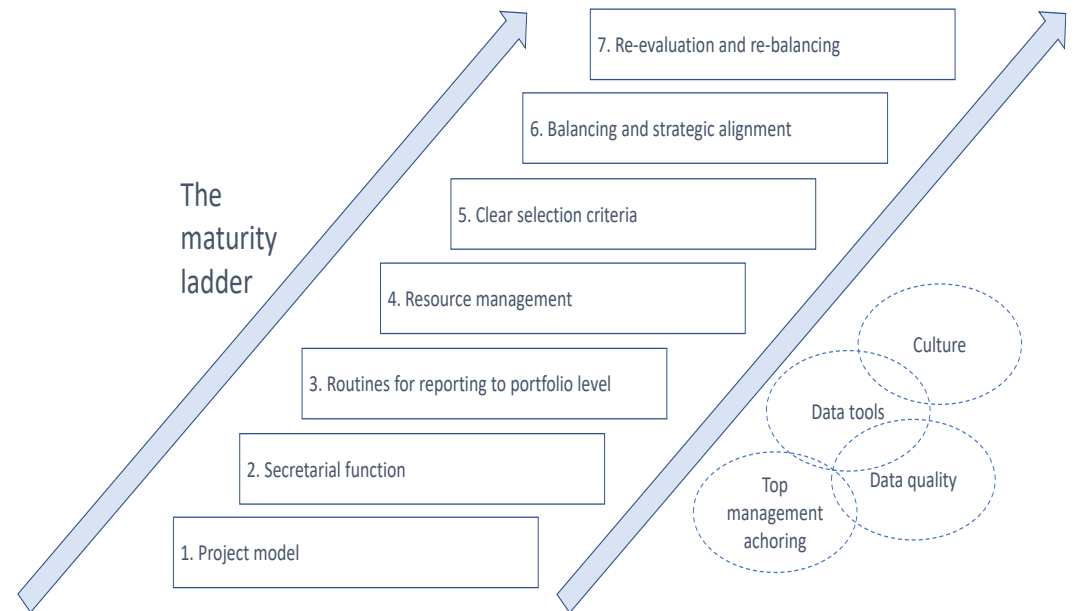 7. Re-evaluation and re-balancing
6. Balancing and strategic alignment
The
maturity
ladder
5. Clear selection criteria
4. Resource management
Culture
3. Routines for reporting to portfolio level
Data tools
2. Secretarial function
Data quality
Top
management
achoring
1. Project model